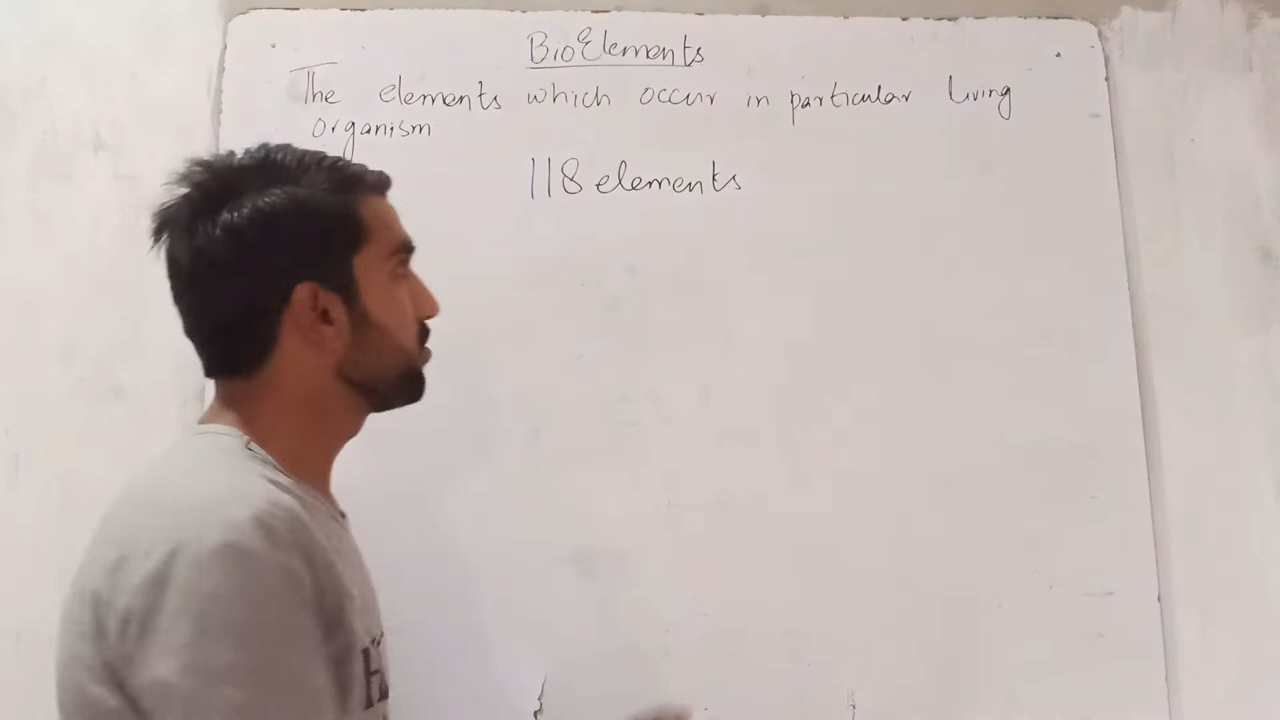 BioElements
The elements which occur in particular living
organism
118 elements